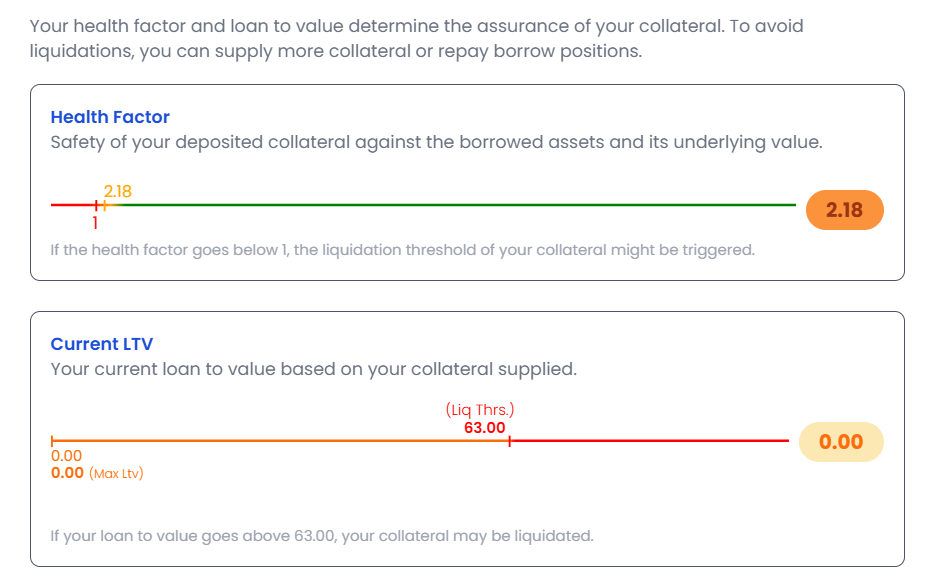 Your health factor and loan to value determine the assurance of your collateral. To avoid
liquidations, you can supply more collateral or repay borrow positions.
Health Factor
Safety of your deposited collateral against the borrowed assets and its underlying value.
2.18
1
2.18
If the health factor goes below 1, the liquidation threshold of your collateral might be triggered.
Current LTV
Your current loan to value based on your collateral supplied.
(Liq Thrs.)
63.00
0.00
0.00
0.00 (Max Ltv)
If your loan to value goes above 63.00, your collateral may be liquidated.